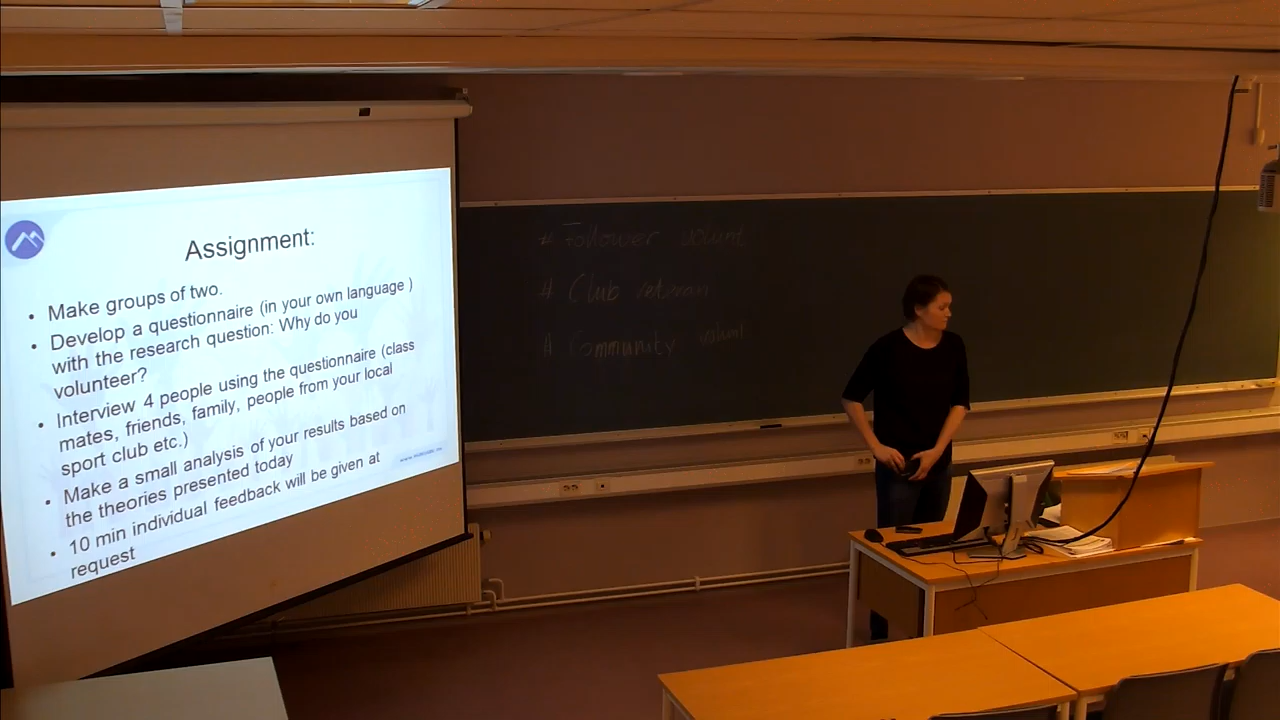 Assignment:
• Make groups of two.
• Develop a questionnaire (in your own language )
with the research question: Why do you
volunteer?
• Interview 4 people using the questionnaire (class
mates, friends, family, people from your local
sport club etc.)
• Make a small analysis of your results based on
the theories presented today
• 10 min individual feedback will be given at
request
# Follower volunt
# Club veteran
# Community volunt